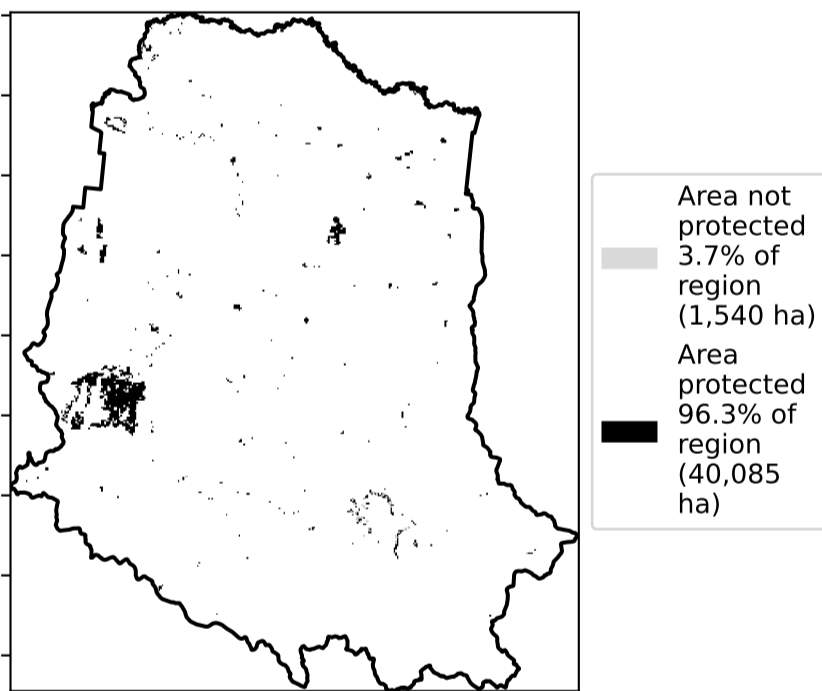 Area not
protected
3.7% of
region
(1,540 ha)
Area
protected
96.3% of
region
(40,085
ha)